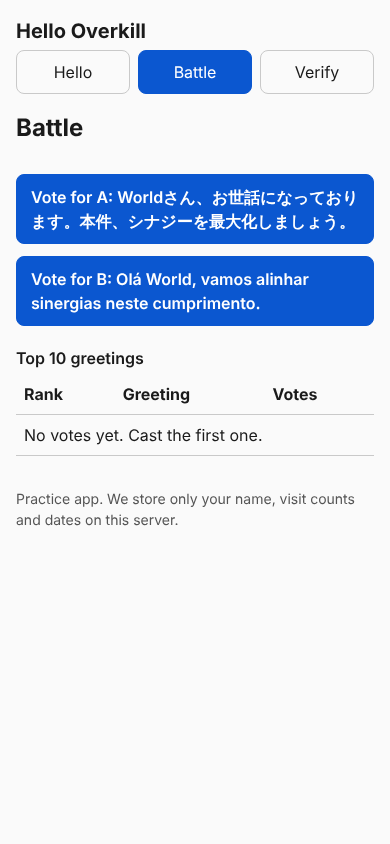 Hello Overkill
Hello
Battle
Verify
Battle
Vote for A: Worldさん、お世話になっており
ます。本件、シナジーを最大化しましょう。
Vote for B: Olá World, vamos alinhar
sinergias neste cumprimento.
Top 10 greetings
Rank Greeting Votes
No votes yet. Cast the first one.
Practice app. We store only your name, visit counts
and dates on this server.